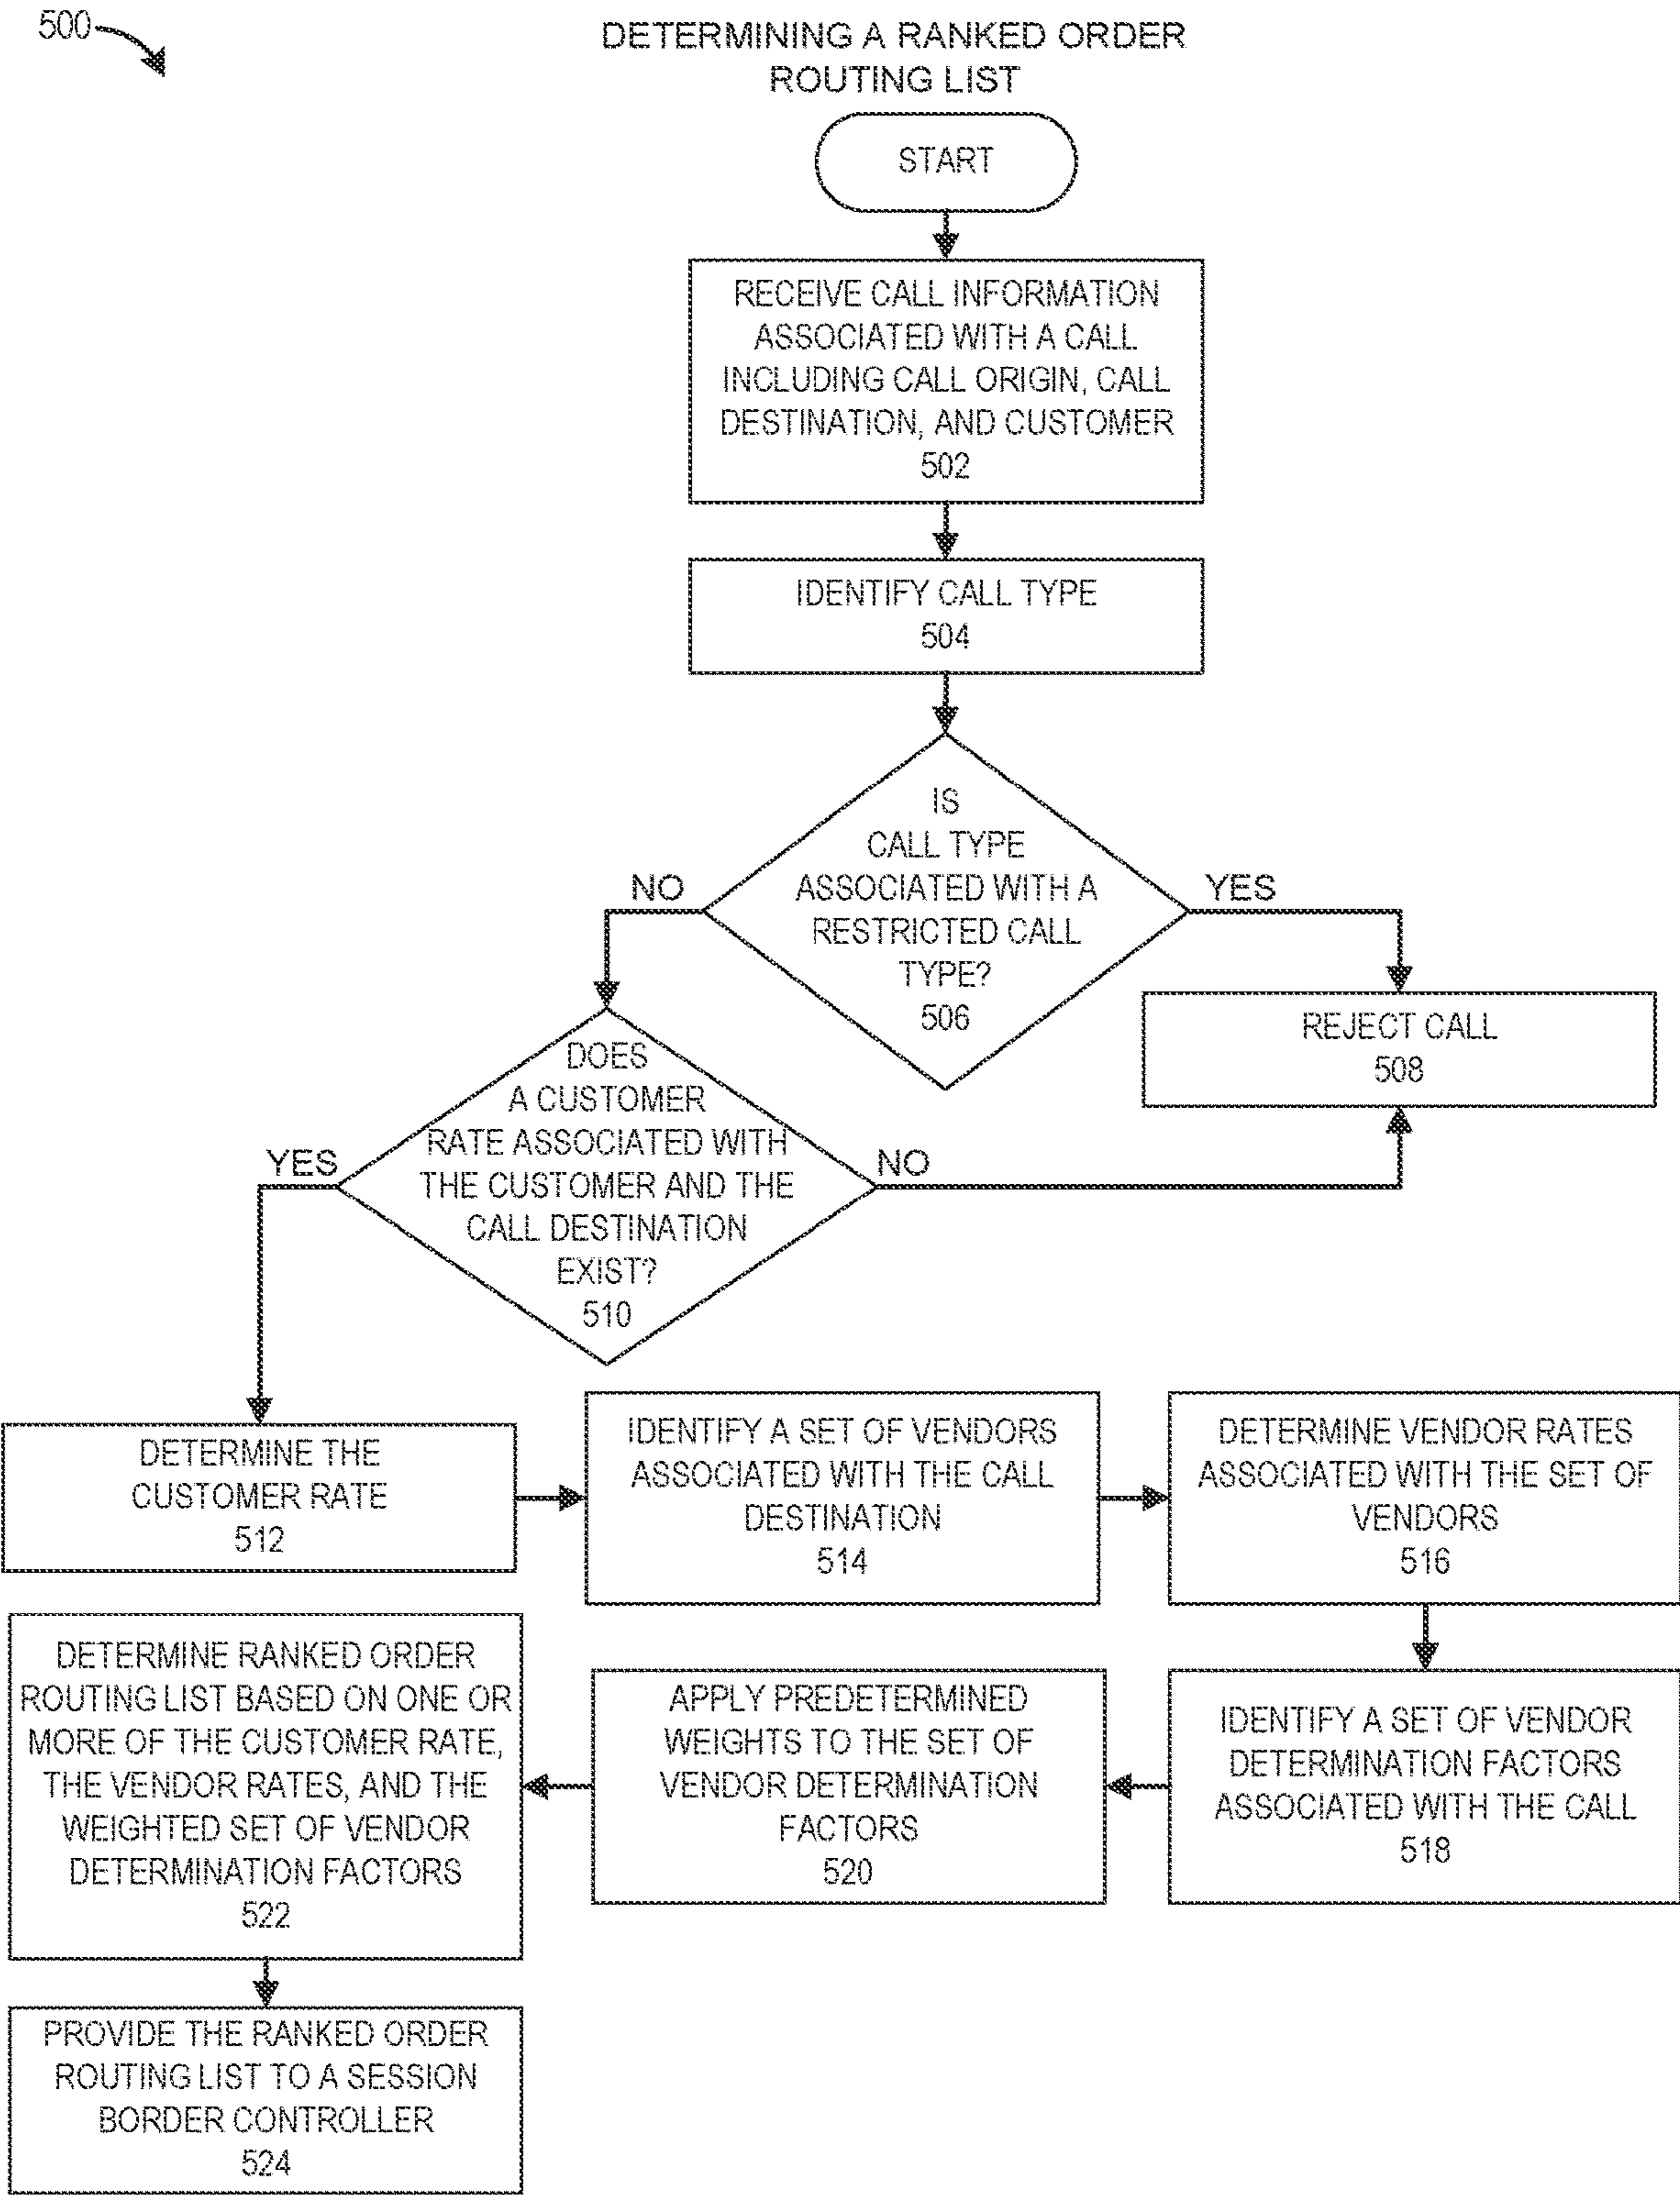 500
DETERMINING A RANKED ORDER
ROUTING LIST
START
RECEIVE CALL INFORMATION
ASSOCIATED WITH A CALL
INCLUDING CALL ORIGIN, CALL
DESTINATION, AND CUSTOMER
502
IDENTIFY CALL TYPE
504
IS
CALL TYPE
ASSOCIATED WITH A
RESTRICTED CALL
TYPE?
506
NO
YES
REJECT CALL
508
DOES
A CUSTOMER
RATE ASSOCIATED WITH
THE CUSTOMER AND THE
CALL DESTINATION
EXIST?
510
YES
NO
DETERMINE THE
CUSTOMER RATE
512
IDENTIFY A SET OF VENDORS
ASSOCIATED WITH THE CALL
DESTINATION
514
DETERMINE VENDOR RATES
ASSOCIATED WITH THE SET OF
VENDORS
516
IDENTIFY A SET OF VENDOR
DETERMINATION FACTORS
ASSOCIATED WITH THE CALL
518
APPLY PREDETERMINED
WEIGHTS TO THE SET OF
VENDOR DETERMINATION
FACTORS
520
DETERMINE RANKED ORDER
ROUTING LIST BASED ON ONE OR
MORE OF THE CUSTOMER RATE,
THE VENDOR RATES, AND THE
WEIGHTED SET OF VENDOR
DETERMINATION FACTORS
522
PROVIDE THE RANKED ORDER
ROUTING LIST TO A SESSION
BORDER CONTROLLER
524